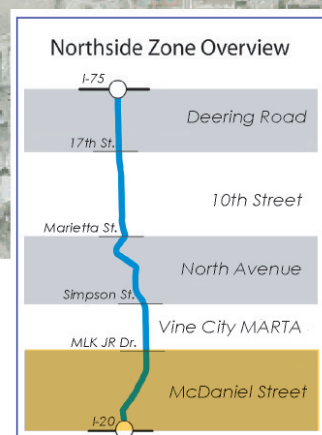 Northside Zone Overview
I-75
Deering Road
17th St.
10th Street
Marietta St.
North Avenue
Simpson St.
Vine City MARTA
MLK JR Dr.
McDaniel Street
I-20